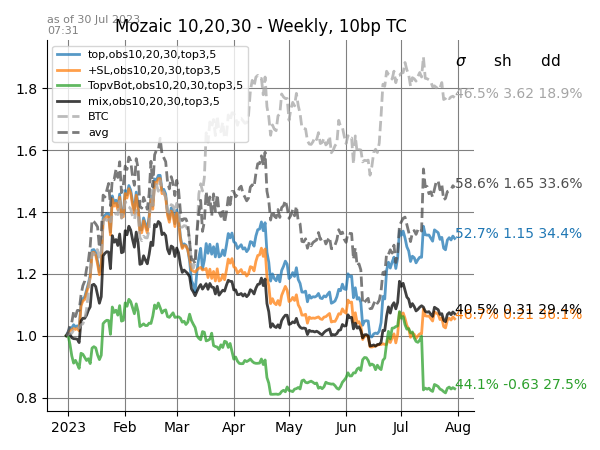 as of 30 Jul 2023
07:31
Mozaic 10,20,30 - Weekly, 10bp TC
σ sh dd
top,obs10,20,30,top3,5
+SL,obs10,20,30,top3,5
TopvBot,obs10,20,30,top3,5
mix,obs10,20,30,top3,5
BTC
avg
46.5% 3.62 18.9%
58.6% 1.65 33.6%
52.7% 1.15 34.4%
40.5% 0.31 29.4%
44.1% -0.63 27.5%
1.8
1.6
1.4
1.2
1.0
0.8
2023 Feb Mar Apr May Jun Jul Aug